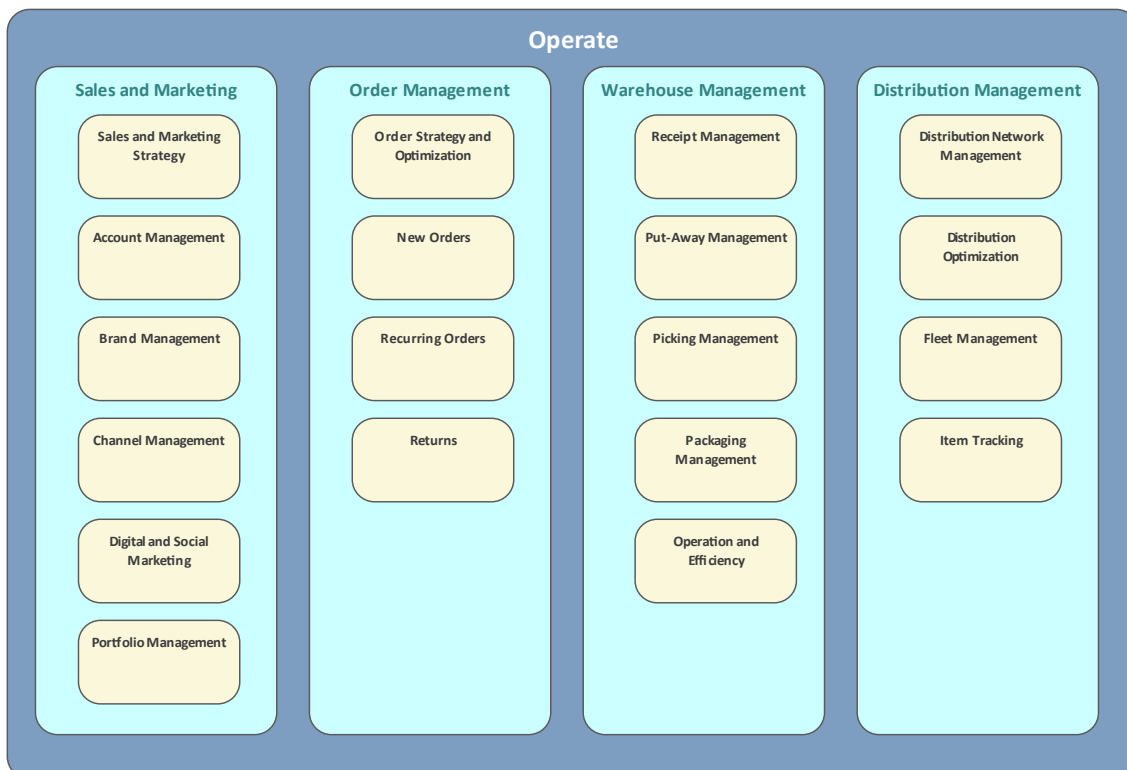 Operate
Sales and Marketing
Sales and Marketing
Strategy
Account Management
Brand Management
Channel Management
Digital and Social
Marketing
Portfolio Management
Order Management
Order Strategy and
Optimization
New Orders
Recurring Orders
Returns
Warehouse Management
Receipt Management
Put-Away Management
Picking Management
Packaging
Management
Operation and
Efficiency
Distribution Management
Distribution Network
Management
Distribution
Optimization
Fleet Management
Item Tracking